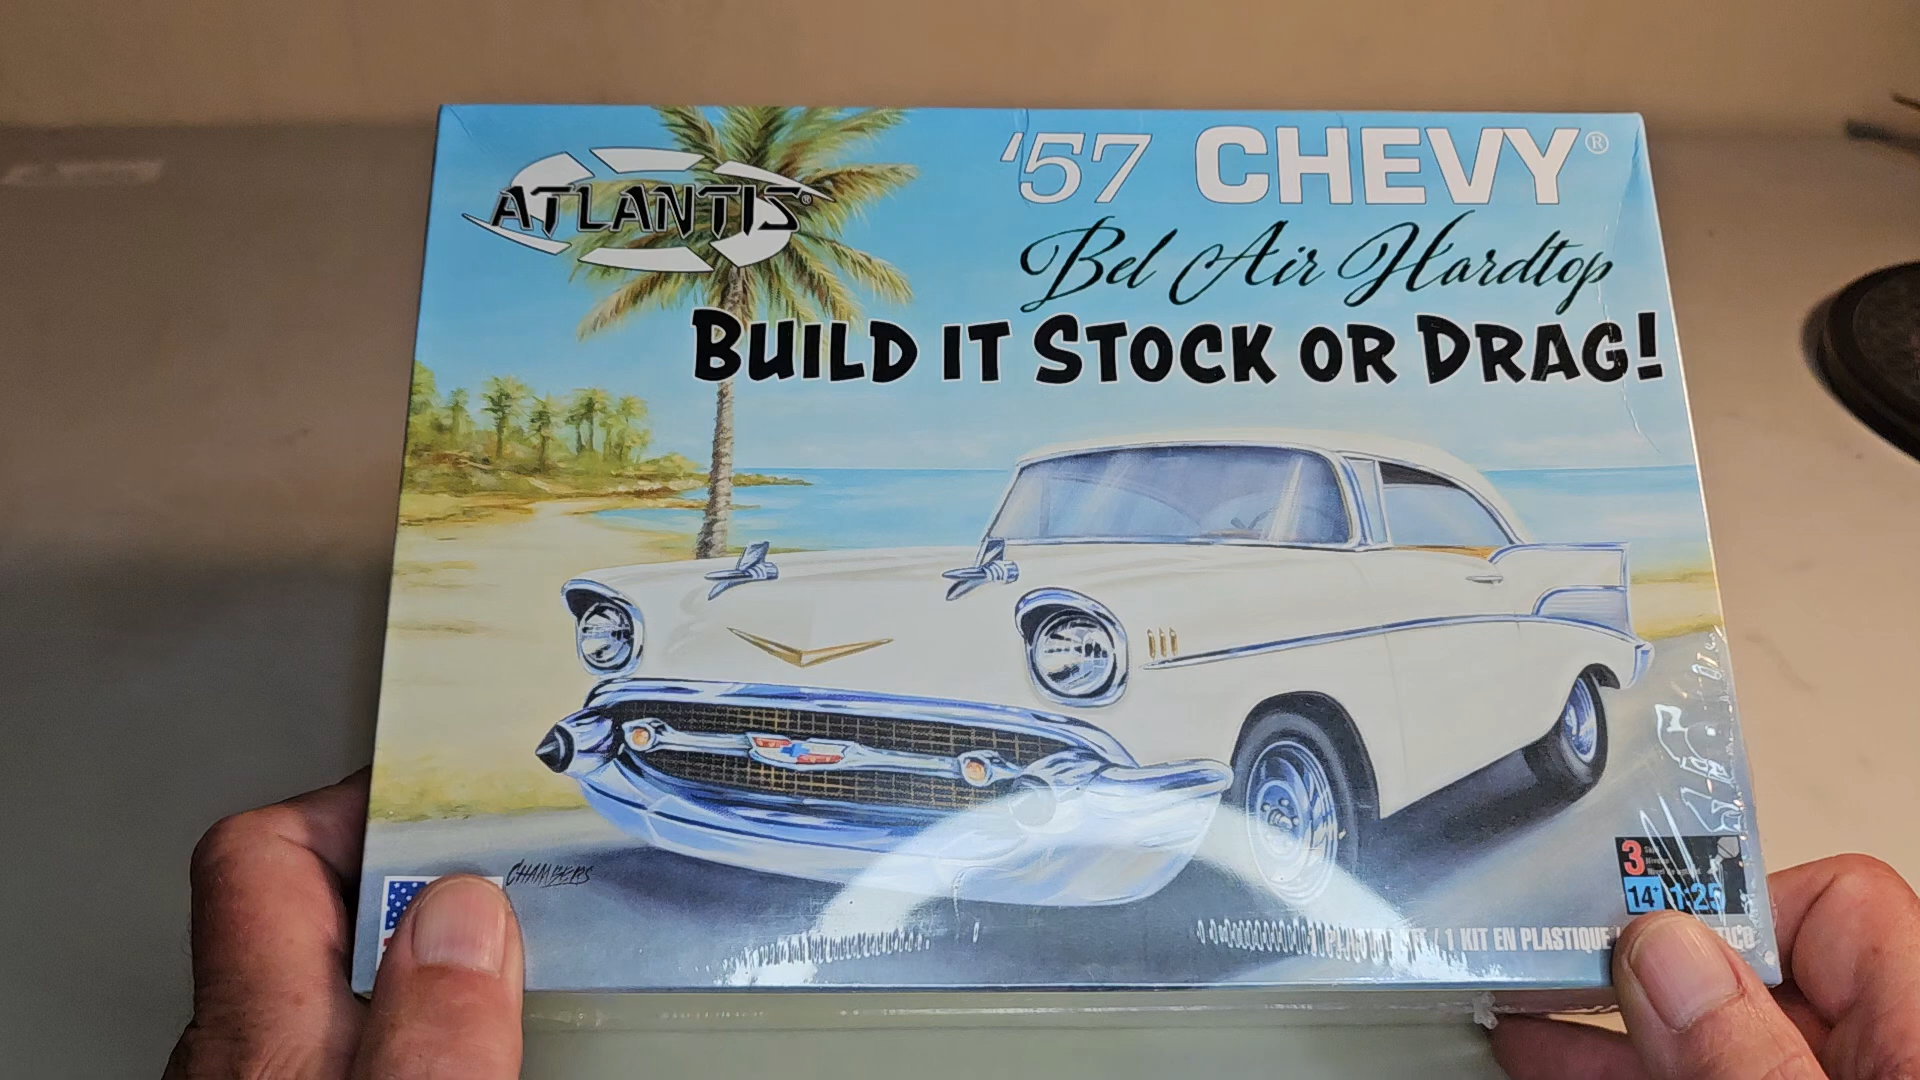 ATLANTIS®
'57 CHEVY®
Bel Air Hardtop
BUILD IT STOCK OR DRAG!
CHAMBERS
3
14+ 1:25
1 KIT EN PLASTIQUE /